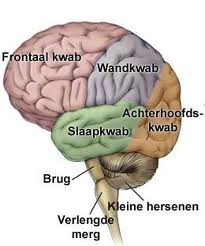 Frontaal kwab
Wandkwab
Achterhoofds-
kwab
Slaapkwab
Brug
Kleine hersenen
Verlengde
merg